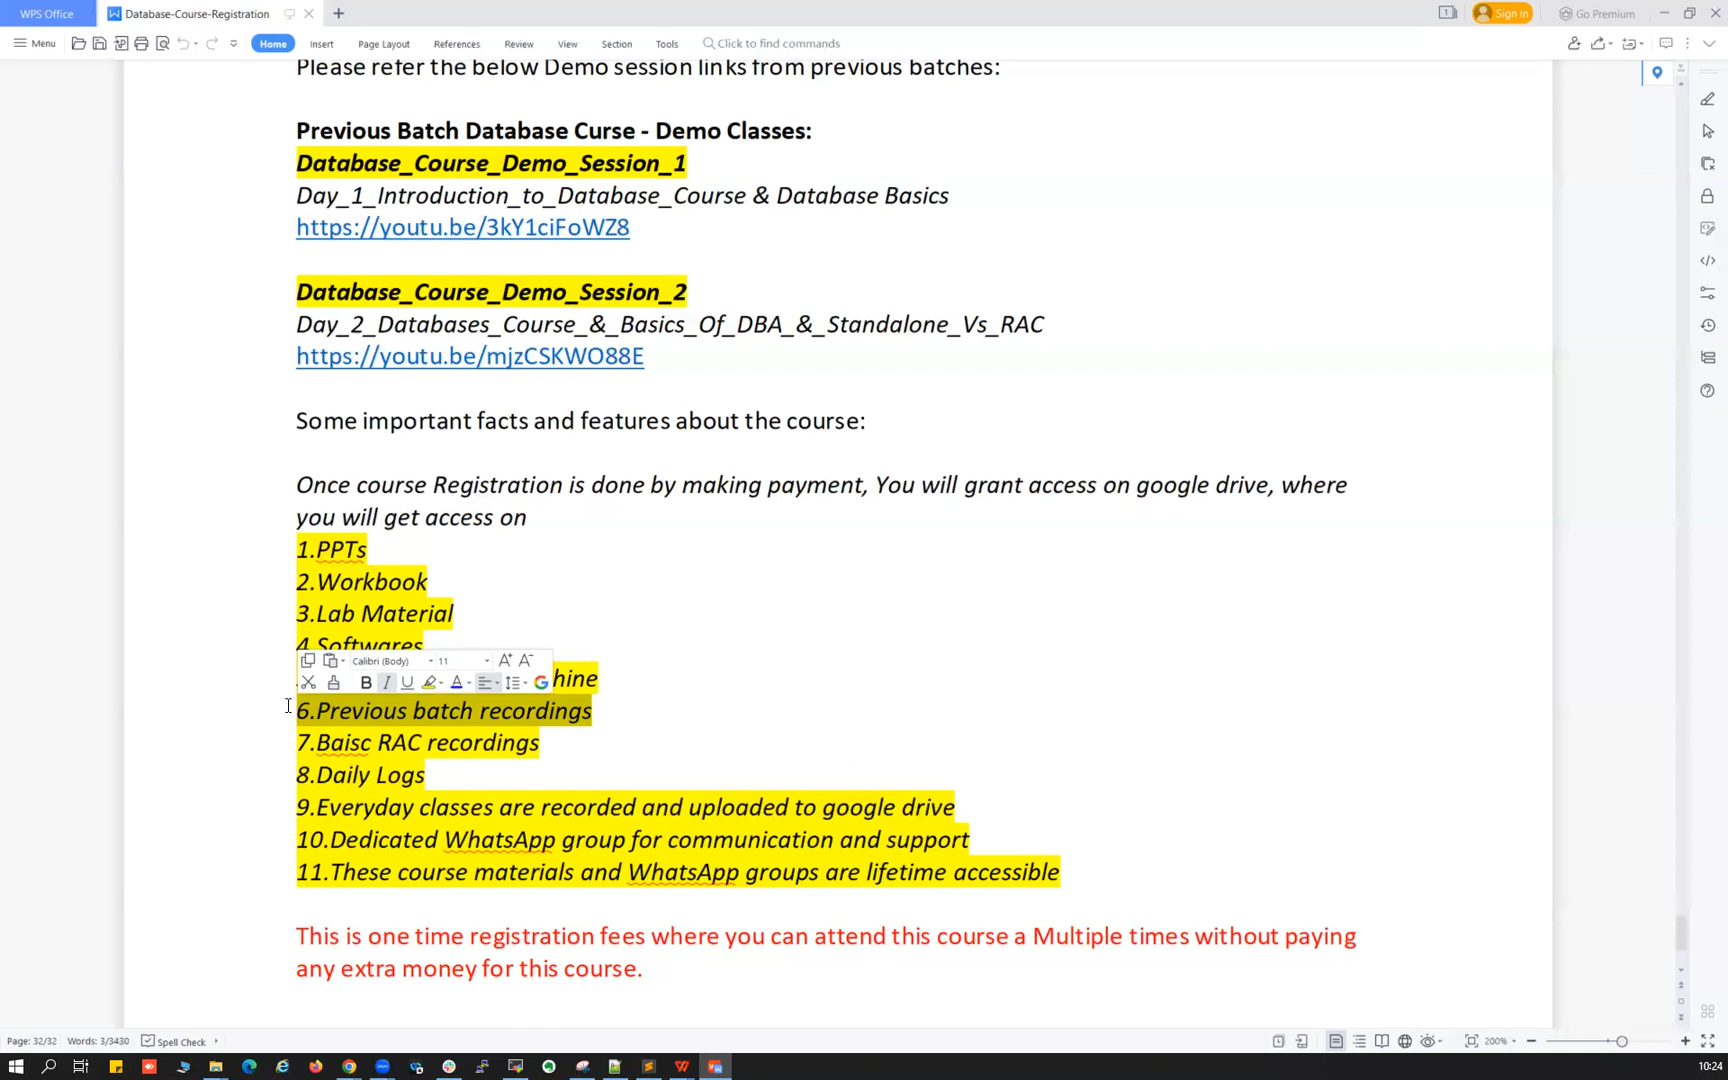 WPS Office
Database-Course-Registration
1
Sign in
Go Premium
Menu
Home
Insert
Page Layout
References
Review
View
Section
Tools
Click to find commands
Please refer the below Demo session links from previous batches:
Previous Batch Database Curse - Demo Classes:
Database_Course_Demo_Session_1
Day_1_Introduction_to_Database_Course & Database Basics
https://youtu.be/3kY1ciFoWZ8
Database_Course_Demo_Session_2
Day_2_Databases_Course_&_Basics_Of_DBA_&_Standalone_Vs_RAC
https://youtu.be/mjzCSKWO88E
Some important facts and features about the course:
Once course Registration is done by making payment, You will grant access on google drive, where
you will get access on
1.PPTs
2.Workbook
3.Lab Material
4.Softwares
Calibri (Body) 11
hine
6.Previous batch recordings
7.Baisc RAC recordings
8.Daily Logs
9.Everyday classes are recorded and uploaded to google drive
10.Dedicated WhatsApp group for communication and support
11.These course materials and WhatsApp groups are lifetime accessible
This is one time registration fees where you can attend this course a Multiple times without paying
any extra money for this course.
Page: 32/32
Words: 3/3430
Spell Check
200%
10:24